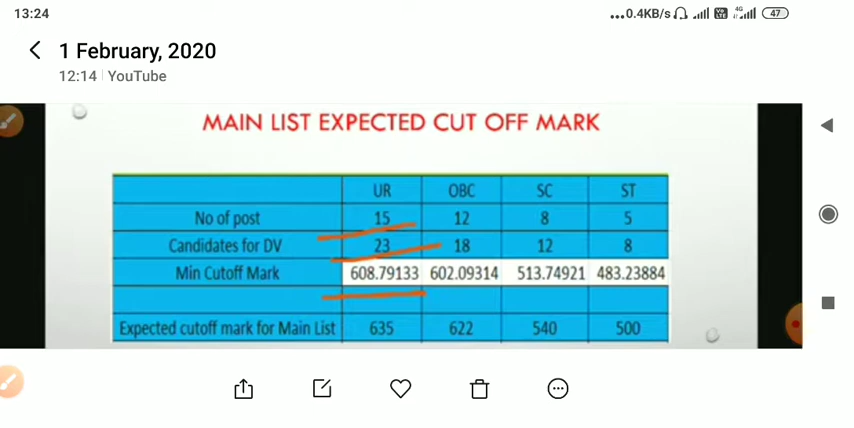 13:24
...0.4KB/s 4G 47
1 February, 2020
12:14 | YouTube
MAIN LIST EXPECTED CUT OFF MARK
UR OBC SC ST
No of post 15 12 8 5
Candidates for DV 23 18 12 8
Min Cutoff Mark 608.79133 602.09314 513.74921 483.23884
Expected cutoff mark for Main List 635 622 540 500